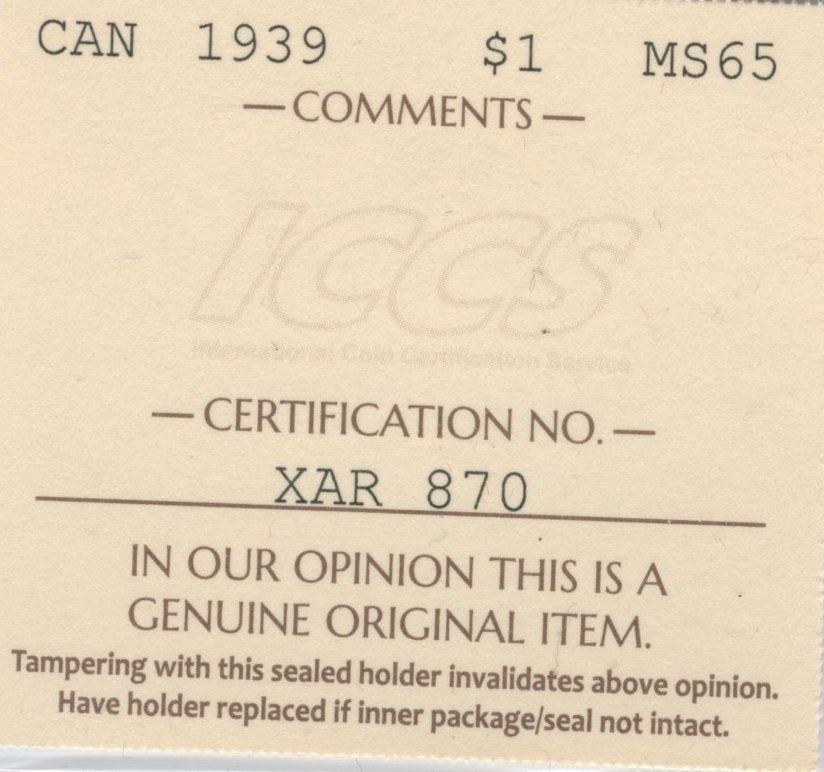 CAN 1939 $1 MS65
—COMMENTS—
ICCS
International Coin Certification Service
—CERTIFICATION NO.—
XAR 870
IN OUR OPINION THIS IS A
GENUINE ORIGINAL ITEM.
Tampering with this sealed holder invalidates above opinion.
Have holder replaced if inner package/seal not intact.